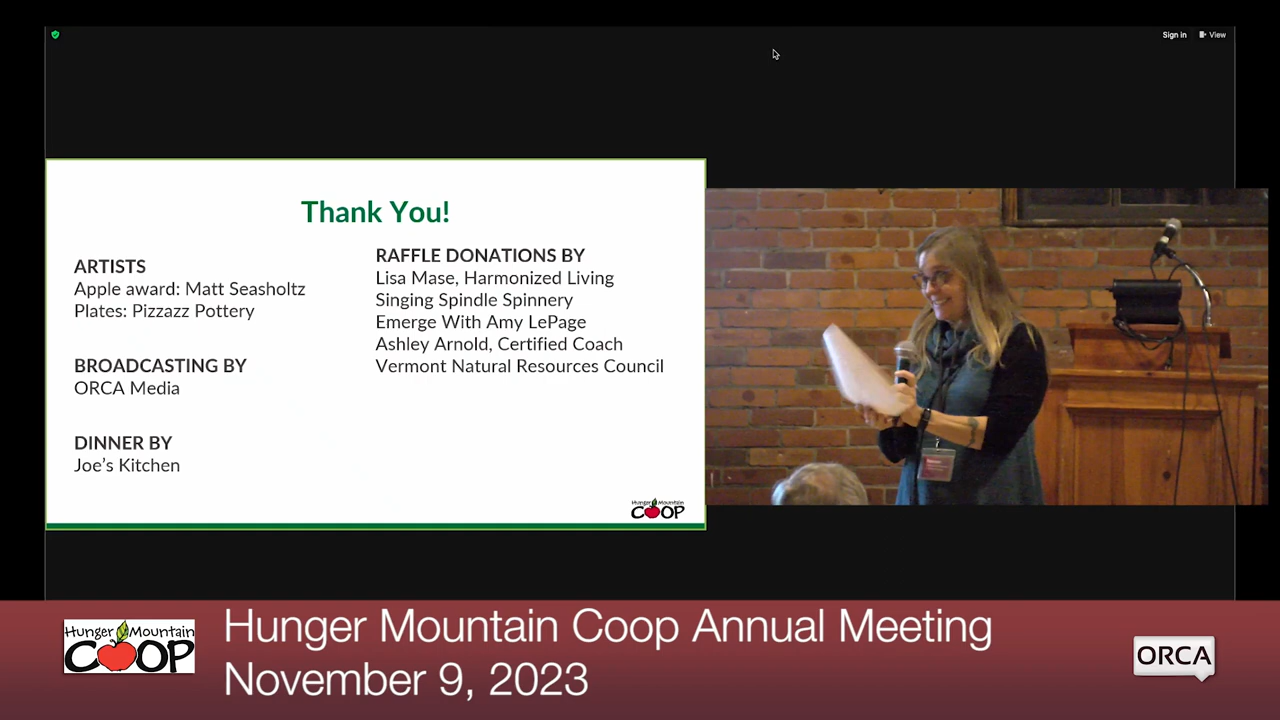 Sign in
View
Thank You!
ARTISTS
Apple award: Matt Seasholtz
Plates: Pizzazz Pottery
BROADCASTING BY
ORCA Media
DINNER BY
Joe's Kitchen
RAFFLE DONATIONS BY
Lisa Mase, Harmonized Living
Singing Spindle Spinnery
Emerge With Amy LePage
Ashley Arnold, Certified Coach
Vermont Natural Resources Council
Hunger Mountain
COOP
Hunger Mountain
COOP
Hunger Mountain Coop Annual Meeting
November 9, 2023
ORCA